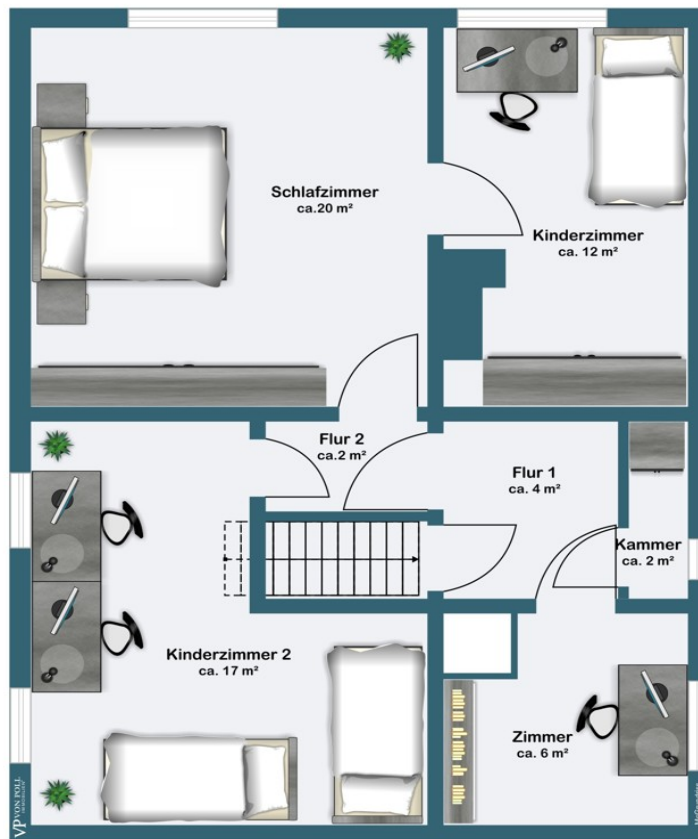 Schlafzimmer
ca.20 m²
Kinderzimmer
ca. 12 m²
Flur 2
ca.2 m²
Flur 1
ca. 4 m²
Kammer
ca. 2 m²
Kinderzimmer 2
ca. 17 m²
Zimmer
ca. 6 m²
VP VON POLL
IMMOBILIEN